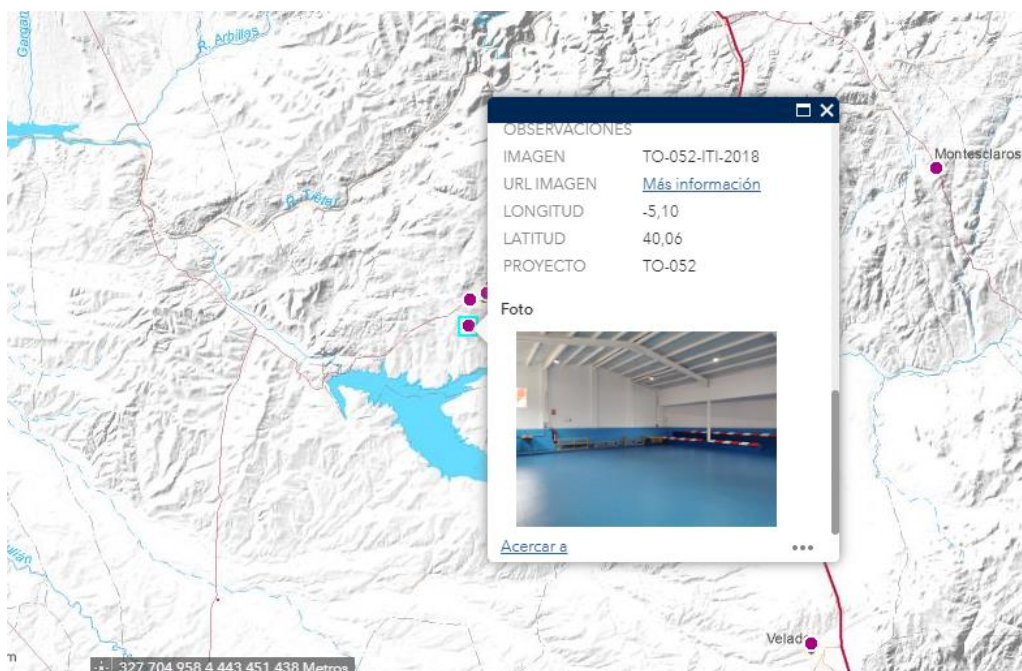 Gargan
R. Arbillas
R. Tiétar
Montesclaros
OBSERVACIONES
IMAGEN TO-052-ITI-2018
URL IMAGEN Más información
LONGITUD -5,10
LATITUD 40,06
PROYECTO TO-052
Foto
Acercar a
Velada
327.704,958 4.443.451,438 Metros